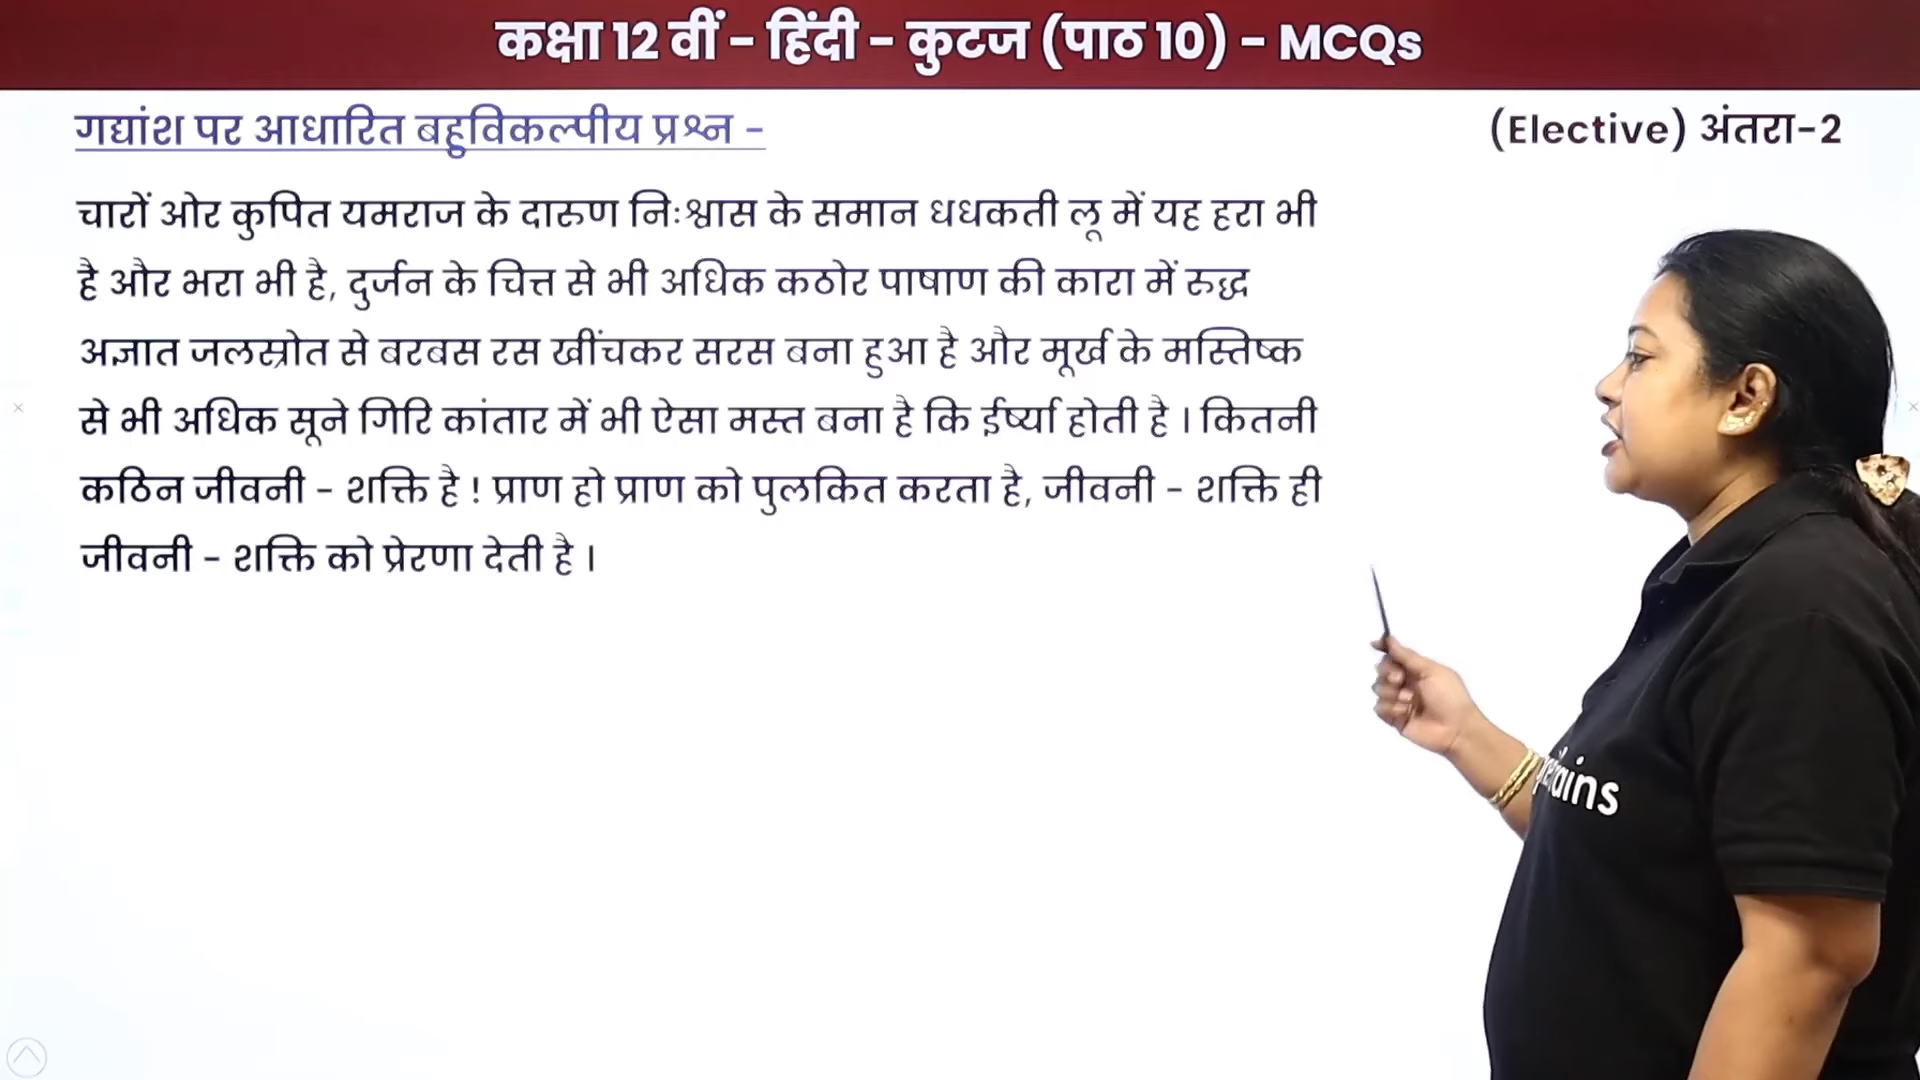 कक्षा 12 वीं - हिंदी - कुटज (पाठ 10) - MCQs
गद्यांश पर आधारित बहुविकल्पीय प्रश्न -
(Elective) अंतरा-2
चारों ओर कुपित यमराज के दारुण निःश्वास के समान धधकती लू में यह हरा भी
है और भरा भी है, दुर्जन के चित्त से भी अधिक कठोर पाषाण की कारा में रुद्ध
अज्ञात जलस्रोत से बरबस रस खींचकर सरस बना हुआ है और मूर्ख के मस्तिष्क
से भी अधिक सूने गिरि कांतार में भी ऐसा मस्त बना है कि ईर्ष्या होती है । कितनी
कठिन जीवनी - शक्ति है ! प्राण हो प्राण को पुलकित करता है, जीवनी - शक्ति ही
जीवनी - शक्ति को प्रेरणा देती है ।